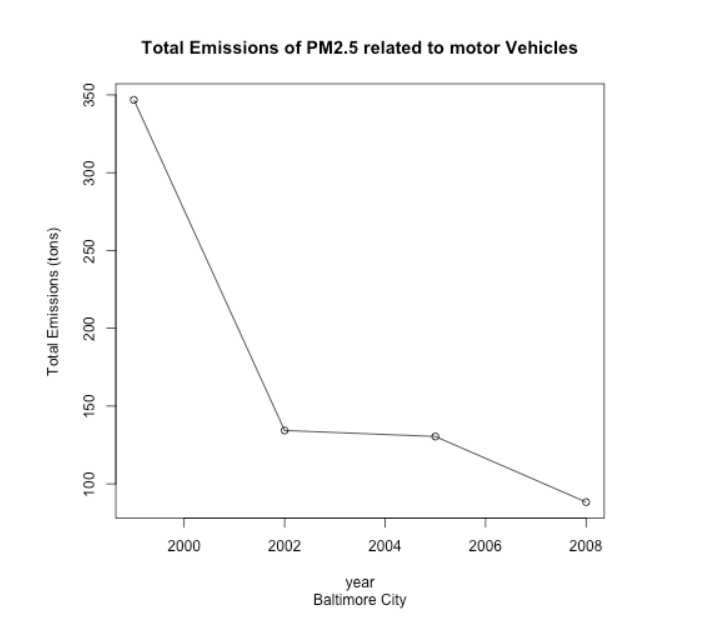 Total Emissions of PM2.5 related to motor Vehicles
Total Emissions (tons)
350
300
250
200
150
100
2000 2002 2004 2006 2008
year
Baltimore City